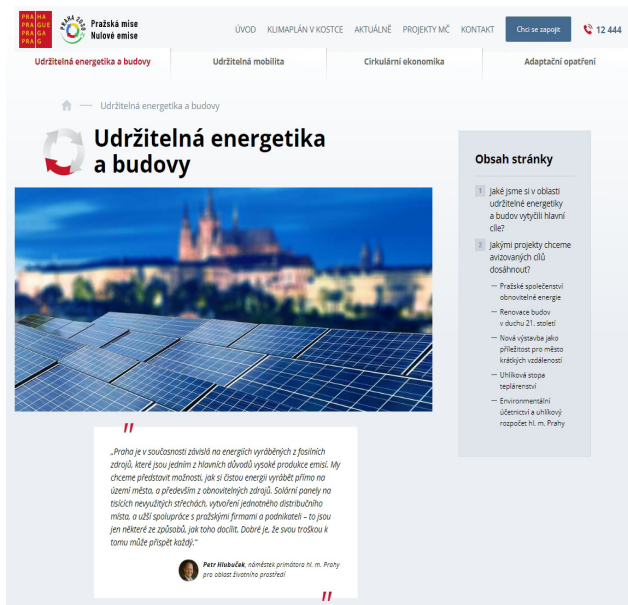 PRA HA
PRA GUE
PRA GA
PRA G
PRAHA 2030
Pražská mise
Nulové emise
ÚVOD KLIMAPLÁN V KOSTCE AKTUÁLNĚ PROJEKTY MČ KONTAKT Chci se zapojit 12 444
Udržitelná energetika a budovy Udržitelná mobilita Cirkulární ekonomika Adaptační opatření
— Udržitelná energetika a budovy
Udržitelná energetika
a budovy
Obsah stránky
1 Jaké jsme si v oblasti
udržitelné energetiky
a budov vytyčili hlavní
cíle?
2 Jakými projekty chceme
avizovaných cílů
dosáhnout?
— Pražské společenství
obnovitelné energie
— Renovace budov
v duchu 21. století
— Nová výstavba jako
příležitost pro město
krátkých vzdáleností
— Uhlíková stopa
teplárenství
— Environmentální
účetnictví a uhlíkový
rozpočet hl. m. Prahy
„Praha je v současnosti závislá na energiích vyráběných z fosilních
zdrojů, které jsou jedním z hlavních důvodů vysoké produkce emisí. My
chceme představit možnosti, jak si čistou energii vyrábět přímo na
území města, a především z obnovitelných zdrojů. Solární panely na
tisících nevyužitých střechách, vytvoření jednotného distribučního
místa, a užší spolupráce s pražskými firmami a podnikateli – to jsou
jen některé ze způsobů, jak toho docílit. Dobré je, že svou troškou k
tomu může přispět každý.“
Petr Hlubuček, náměstek primátora hl. m. Prahy
pro oblast životního prostředí